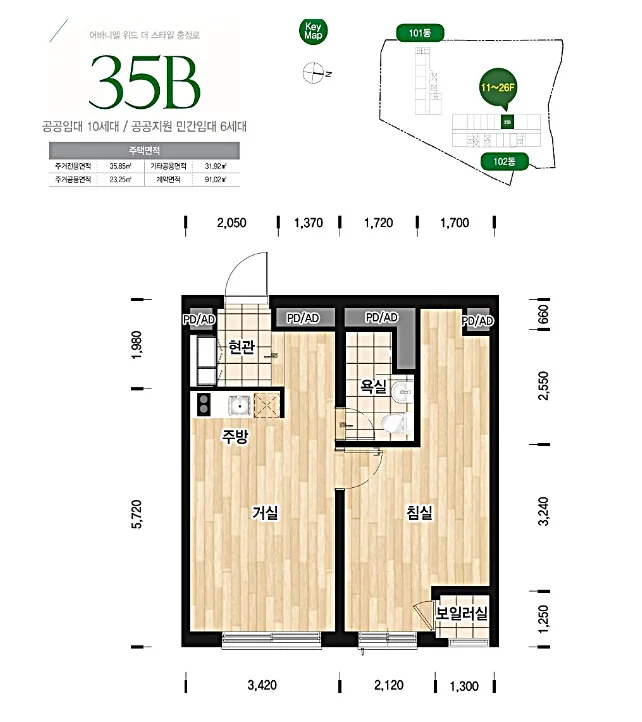 어바니엘 위드 더 스타일 충정로
35B
공공임대 10세대 / 공공지원 민간임대 6세대
주택면적
주거전용면적 35.85㎡ 기타공용면적 31.92㎡
주거공용면적 23.25㎡ 계약면적 91.02㎡
Key
Map
N
101동
11~26F
35B
102동
2,050 1,370 1,720 1,700
PD/AD PD/AD PD/AD PD/AD
660
1,980
현관
욕실
2,550
주방
거실
침실
5,720
3,240
보일러실
1,250
3,420 2,120 1,300